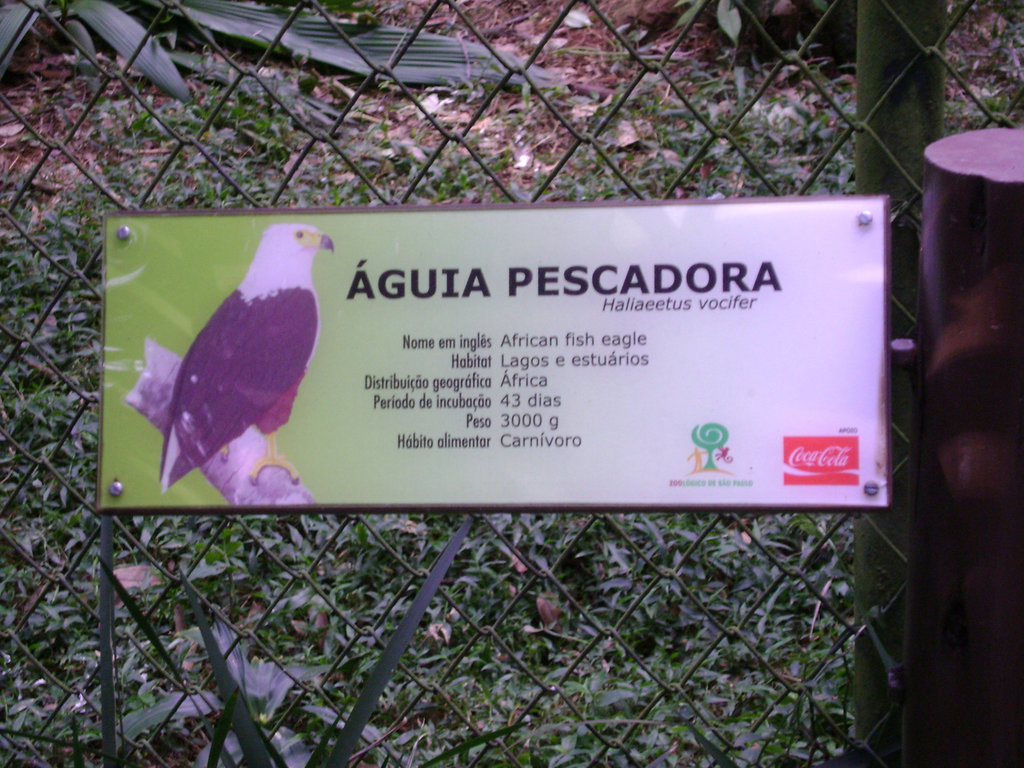 ÁGUIA PESCADORA
Haliaeetus vocifer
Nome em inglês African fish eagle
Habitat Lagos e estuários
Distribuição geográfica África
Período de incubação 43 dias
Peso 3000 g
Hábito alimentar Carnívoro
ZOOLÓGICO DE SÃO PAULO
APOIO
Coca-Cola